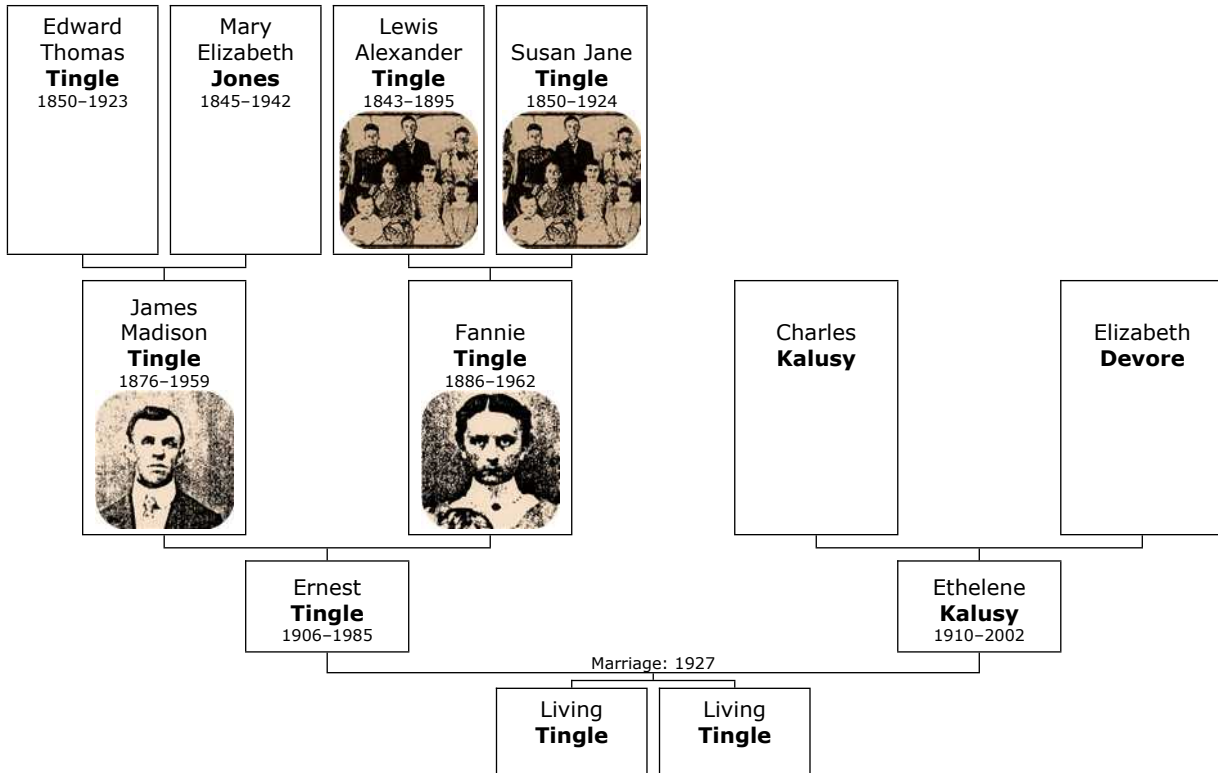 Edward
Thomas
Tingle
1850–1923
Mary
Elizabeth
Jones
1845–1942
Lewis
Alexander
Tingle
1843–1895
Susan Jane
Tingle
1850–1924
James
Madison
Tingle
1876–1959
Fannie
Tingle
1886–1962
Charles
Kalusy
Elizabeth
Devore
Ernest
Tingle
1906–1985
Ethelene
Kalusy
1910–2002
Marriage: 1927
Living
Tingle
Living
Tingle